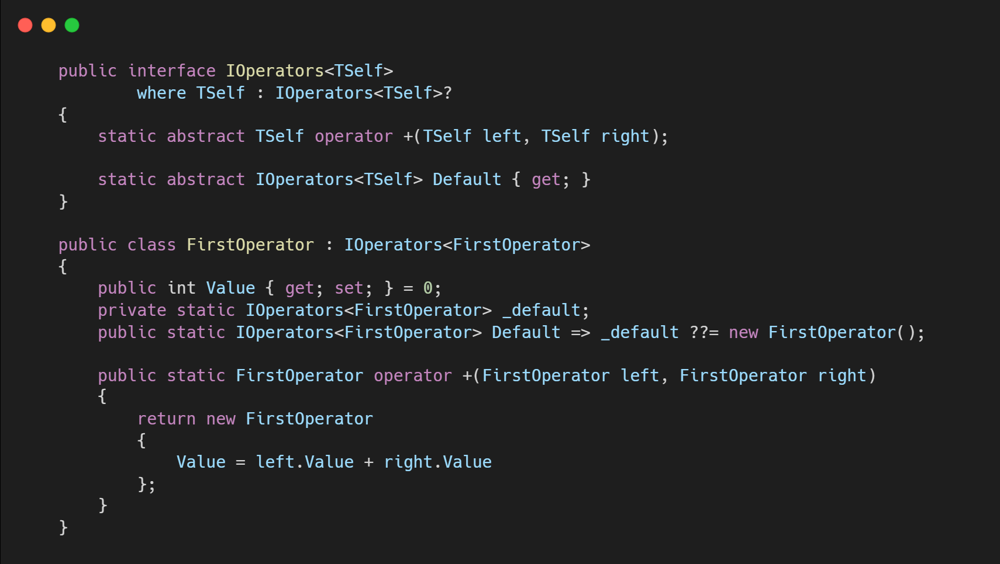 public interface IOperators<TSelf>
        where TSelf : IOperators<TSelf>?
{
    static abstract TSelf operator +(TSelf left, TSelf right);

    static abstract IOperators<TSelf> Default { get; }
}

public class FirstOperator : IOperators<FirstOperator>
{
    public int Value { get; set; } = 0;
    private static IOperators<FirstOperator> _default;
    public static IOperators<FirstOperator> Default => _default ??= new FirstOperator();

    public static FirstOperator operator +(FirstOperator left, FirstOperator right)
    {
        return new FirstOperator
        {
            Value = left.Value + right.Value
        };
    }
}